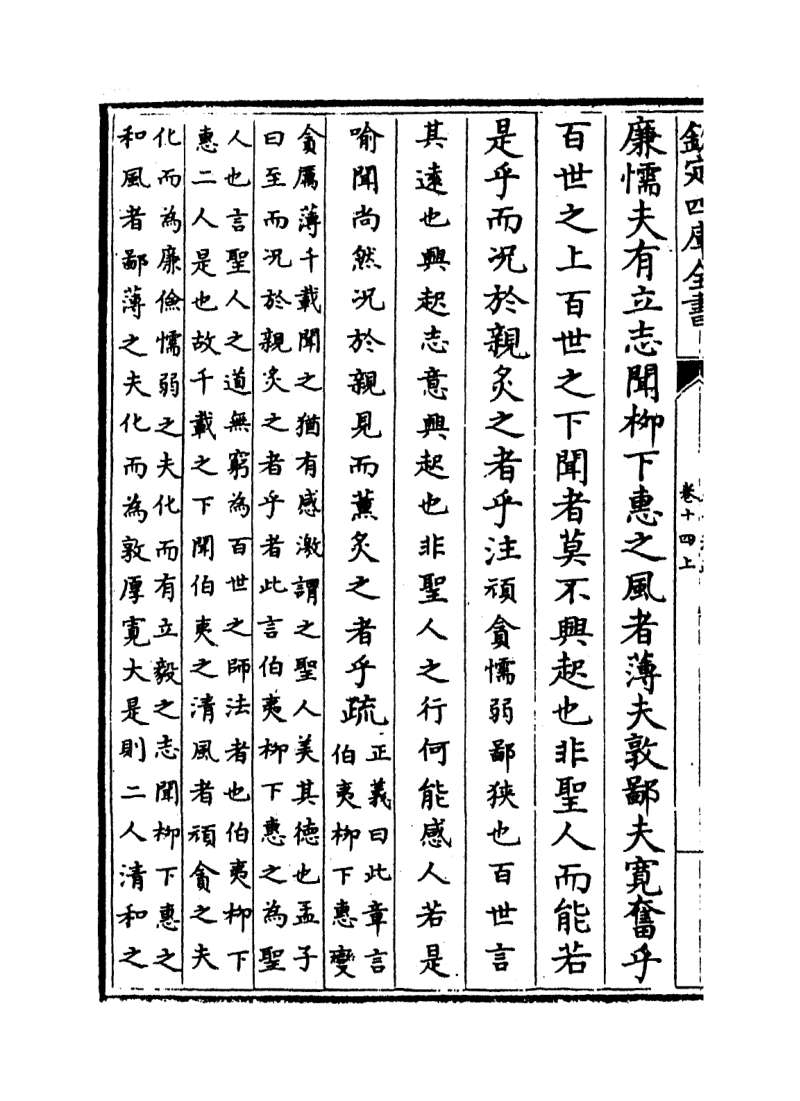 欽定四庫全書
卷十四上
廉懦夫有立志聞柳下惠之風者薄夫敦鄙夫寛奮乎
百世之上百世之下聞者莫不興起也非聖人而能若
是乎而况於親炙之者乎注頑貪懦弱鄙狹也百世言
其遠也興起志意興起也非聖人之行何能感人若是
喻聞尚然况於親見而薰炙之者乎疏正義曰此章言
伯夷柳下惠變
貪厲薄千載聞之猶有感激謂之聖人美其德也孟子
曰至而况於親炙之者乎者此言伯夷柳下惠之為聖
人也言聖人之道無窮為百世之師法者也伯夷柳下
惠二人是也故千載之下聞伯夷之清風者頑貪之夫
化而為廉儉懦弱之夫化而有立毅之志聞柳下惠之
和風者鄙薄之夫化而為敦厚寛大是則二人清和之